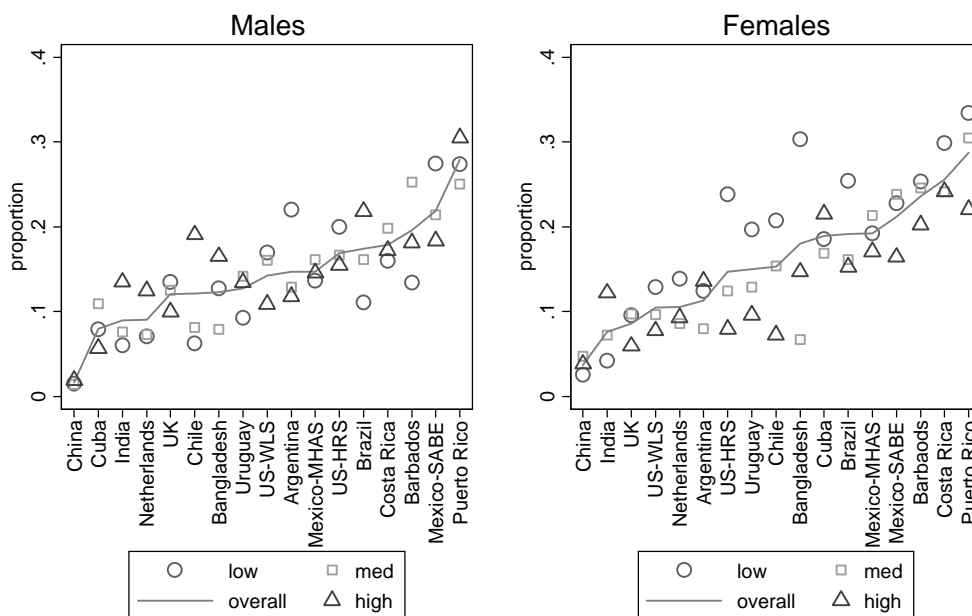 Males
proportion
.4
.3
.2
.1
0
China
Cuba
India
Netherlands
UK
Chile
Bangladesh
Uruguay
US-WLS
Argentina
Mexico-MHAS
US-HRS
Brazil
Costa Rica
Barbados
Mexico-SABE
Puerto Rico
low
med
overall
high
Females
proportion
.4
.3
.2
.1
0
China
India
UK
US-WLS
Netherlands
Argentina
US-HRS
Uruguay
Chile
Bangladesh
Cuba
Brazil
Mexico-MHAS
Mexico-SABE
Barbads
Costa Rica
Puerto Rico
low
med
overall
high